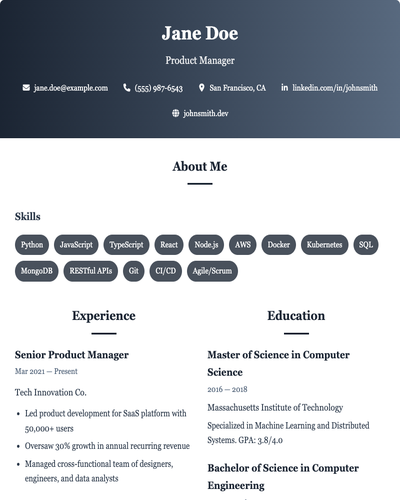 Jane Doe
Product Manager
jane.doe@example.com (555) 987-6543 San Francisco, CA linkedin.com/in/johnsmith
johnsmith.dev
About Me
Skills
Python JavaScript TypeScript React Node.js AWS Docker Kubernetes SQL
MongoDB RESTful APIs Git CI/CD Agile/Scrum
Experience
Senior Product Manager
Mar 2021 — Present
Tech Innovation Co.
• Led product development for SaaS platform with
50,000+ users
• Oversaw 30% growth in annual recurring revenue
• Managed cross-functional team of designers,
engineers, and data analysts
Education
Master of Science in Computer
Science
2016 — 2018
Massachusetts Institute of Technology
Specialized in Machine Learning and Distributed
Systems. GPA: 3.8/4.0
Bachelor of Science in Computer
Engineering